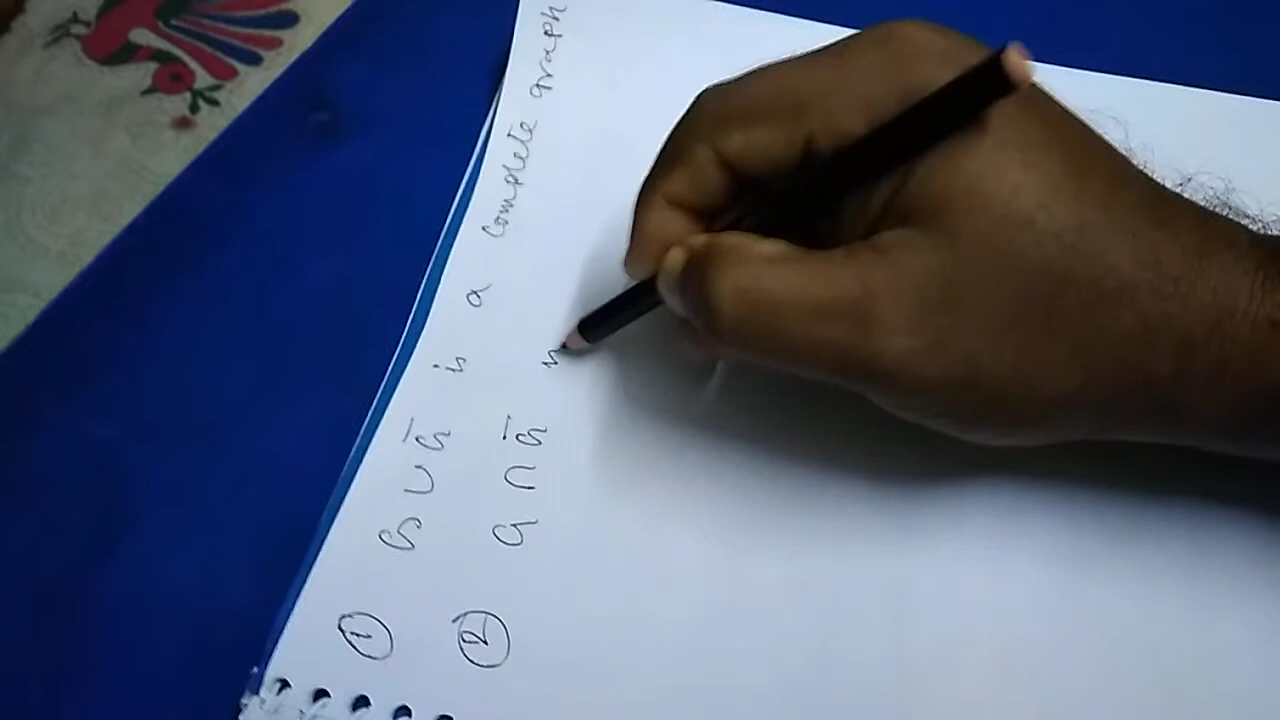 ① G ∪ G̅ is a complete graph
② G ∩ G̅